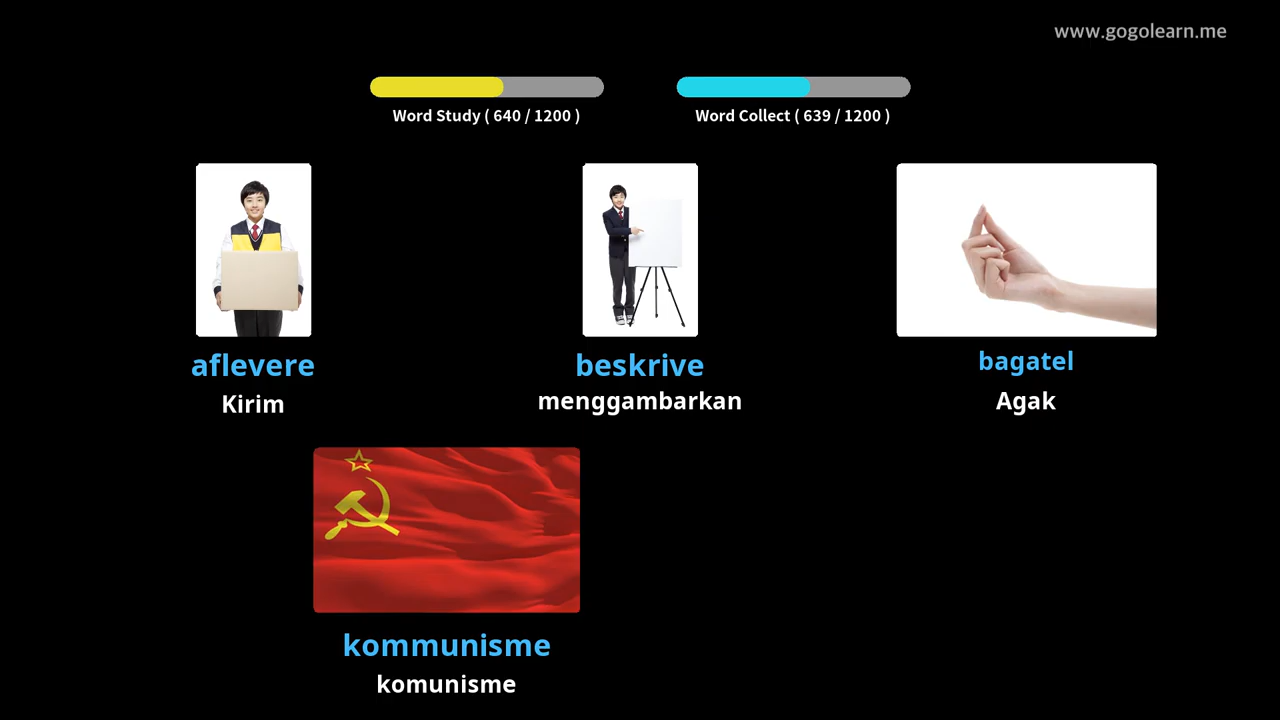 www.gogolearn.me
Word Study ( 640 / 1200 )
Word Collect ( 639 / 1200 )
aflevere
Kirim
beskrive
menggambarkan
bagatel
Agak
kommunisme
komunisme